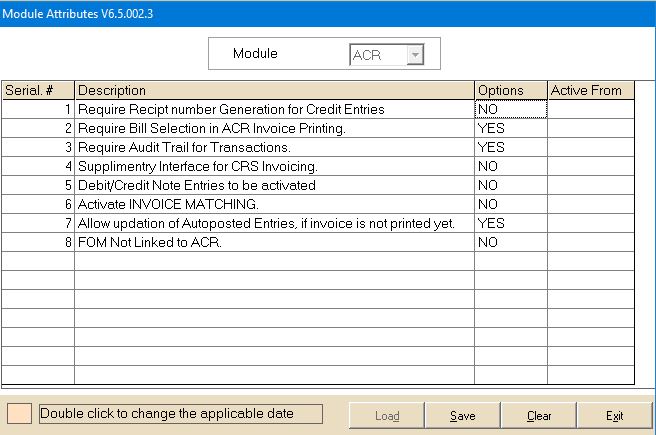 Module Attributes V6.5.002.3
Module ACR
Serial. # Description Options Active From
1 Require Recipt number Generation for Credit Entries NO
2 Require Bill Selection in ACR Invoice Printing. YES
3 Require Audit Trail for Transactions. YES
4 Supplimentry Interface for CRS Invoicing. NO
5 Debit/Credit Note Entries to be activated NO
6 Activate INVOICE MATCHING. NO
7 Allow updation of Autoposted Entries, if invoice is not printed yet. YES
8 FOM Not Linked to ACR. NO
Double click to change the applicable date Load Save Clear Exit